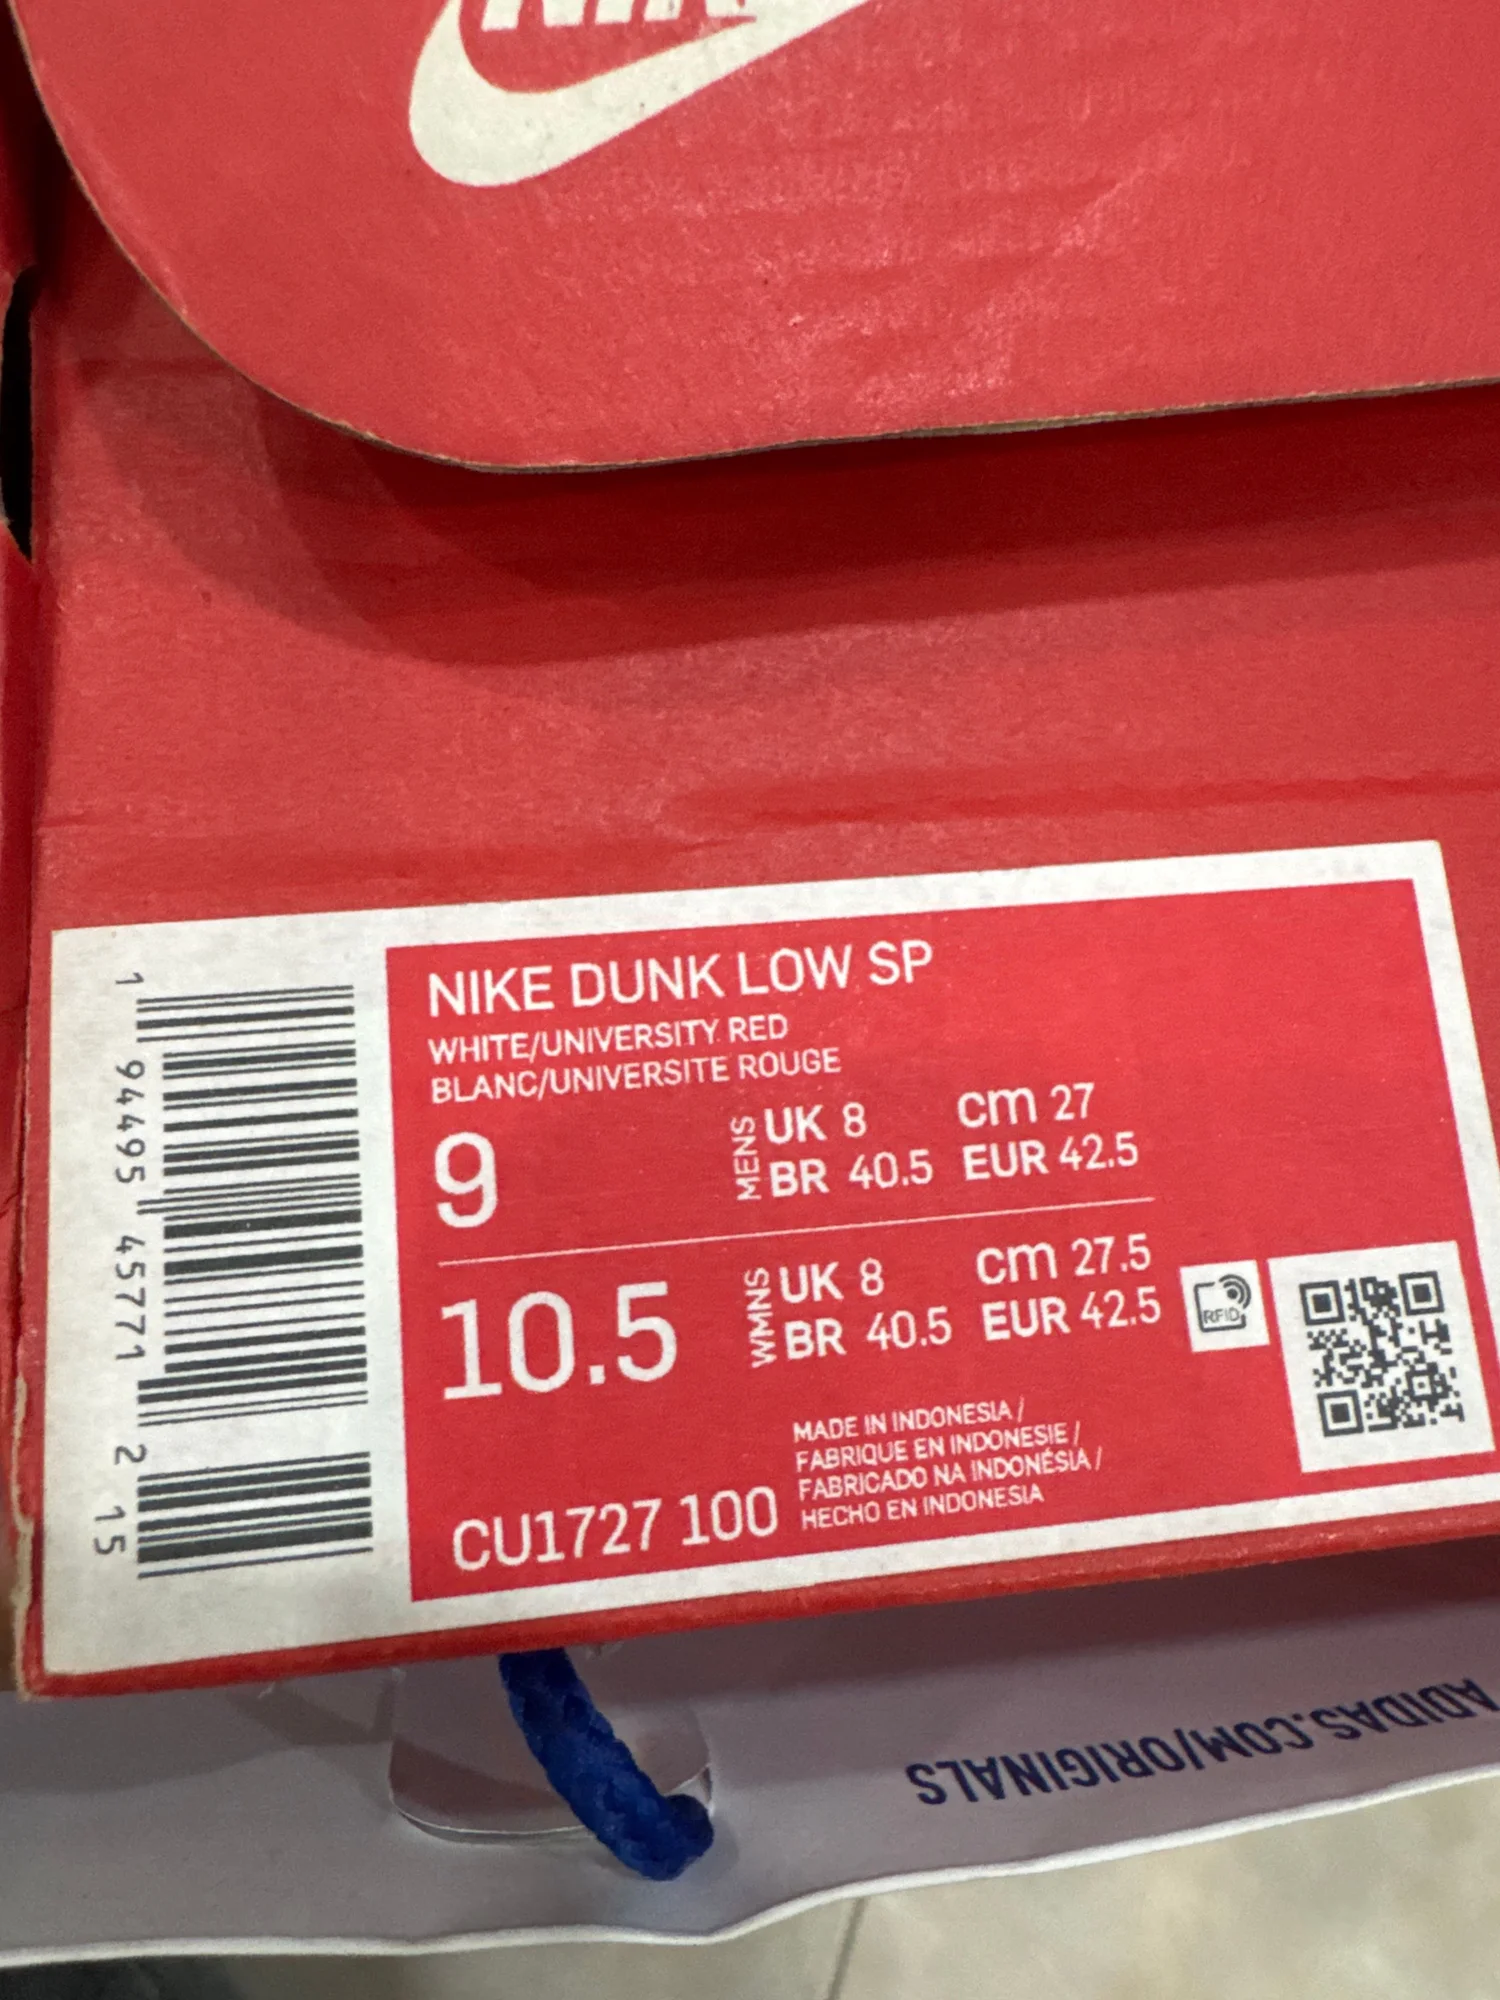 NIKE
NIKE DUNK LOW SP
WHITE/UNIVERSITY RED
BLANC/UNIVERSITE ROUGE
9
MENS
UK 8 cm 27
BR 40.5 EUR 42.5
10.5
WMNS
UK 8 cm 27.5
BR 40.5 EUR 42.5
RFID
MADE IN INDONESIA /
FABRIQUE EN INDONESIE /
FABRICADO NA INDONÉSIA /
HECHO EN INDONESIA
CU1727 100
1 94495 45771 2 15
ADIDAS.COM/ORIGINALS